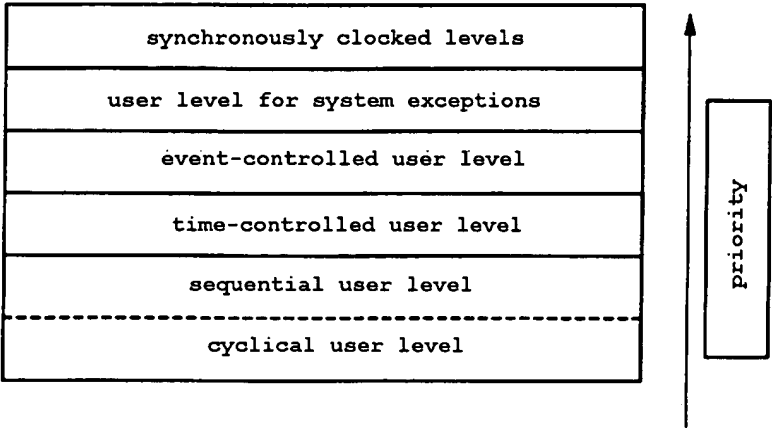 synchronously clocked levels
user level for system exceptions
event-controlled user level
time-controlled user level
sequential user level
cyclical user level
priority